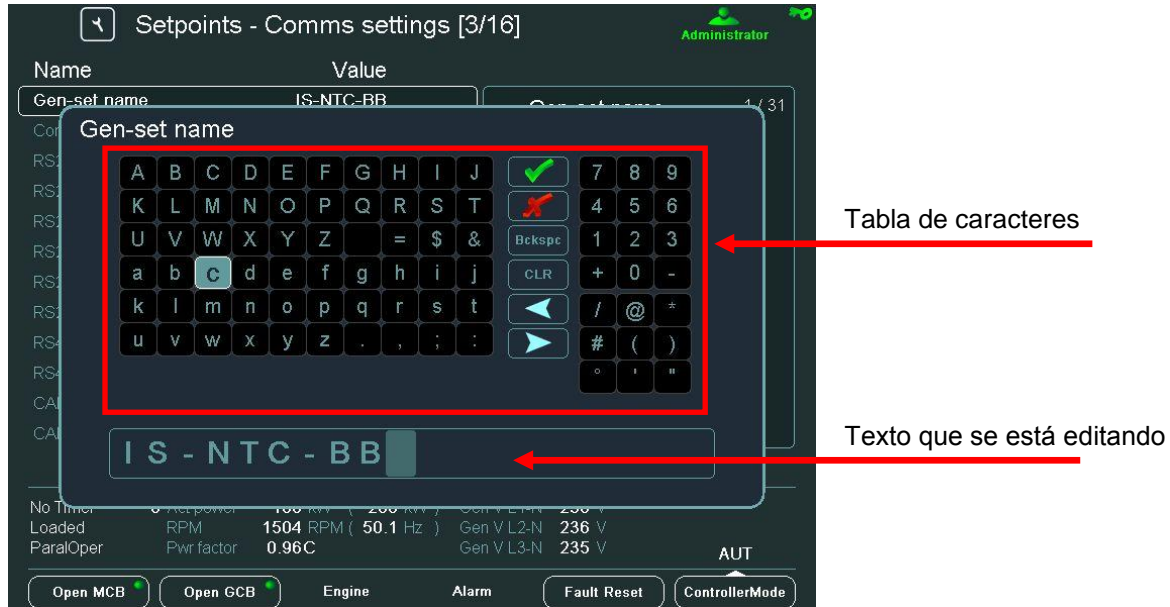 Setpoints - Comms settings [3/16]
Administrator
Name Value
Gen-set name IS-NTC-BB
1 / 31
Gen-set name
A B C D E F G H I J 7 8 9
K L M N O P Q R S T 4 5 6
U V W X Y Z = $ & Bckspc 1 2 3
a b c d e f g h i j CLR + 0 -
k l m n o p q r s t / @ *
u v w x y z . , ; : # ( )
° ' "
Tabla de caracteres
IS-NTC-BB
Texto que se está editando
Loaded RPM 1504 RPM ( 50.1 Hz ) Gen V L2-N 236 V
ParalOper Pwr factor 0.96C Gen V L3-N 235 V
AUT
Open MCB Open GCB Engine Alarm Fault Reset ControllerMode